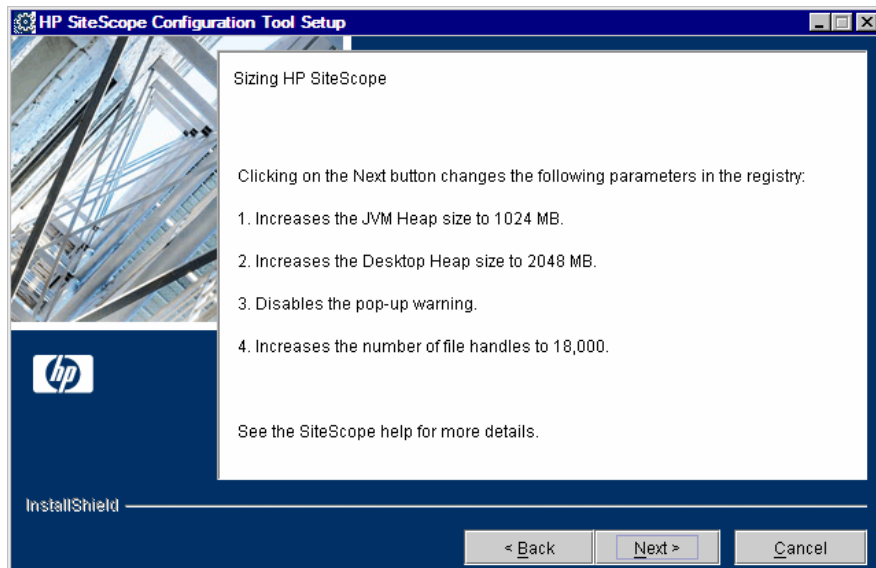 HP SiteScope Configuration Tool Setup
Sizing HP SiteScope
Clicking on the Next button changes the following parameters in the registry:
1. Increases the JVM Heap size to 1024 MB.
2. Increases the Desktop Heap size to 2048 MB.
3. Disables the pop-up warning.
4. Increases the number of file handles to 18,000.
hp
See the SiteScope help for more details.
InstallShield
< Back
Next >
Cancel